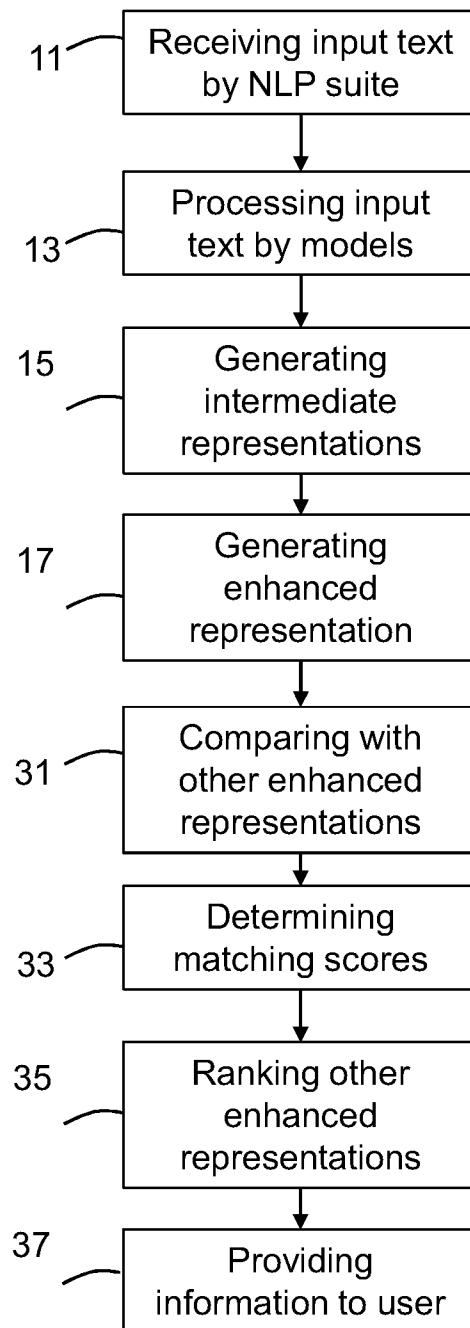 11
Receiving input text
by NLP suite
13
Processing input
text by models
15
Generating
intermediate
representations
17
Generating
enhanced
representation
31
Comparing with
other enhanced
representations
33
Determining
matching scores
35
Ranking other
enhanced
representations
37
Providing
information to user